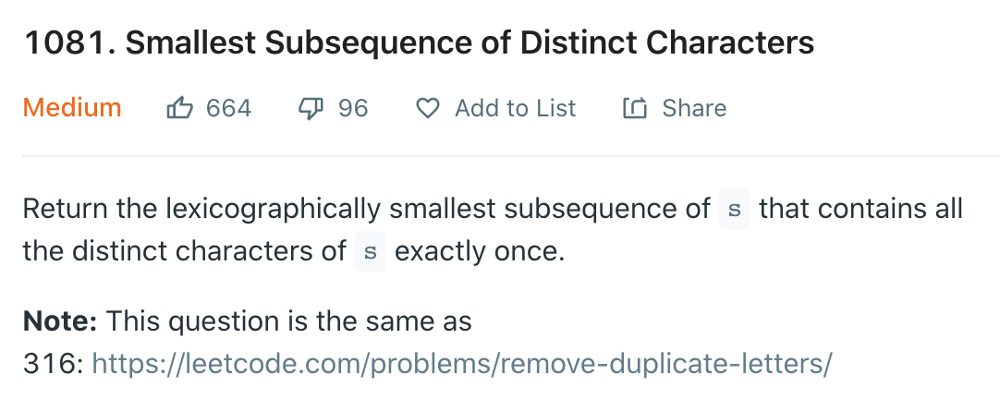 1081. Smallest Subsequence of Distinct Characters
Medium 664 96 Add to List Share
Return the lexicographically smallest subsequence of s that contains all
the distinct characters of s exactly once.
Note: This question is the same as
316: https://leetcode.com/problems/remove-duplicate-letters/